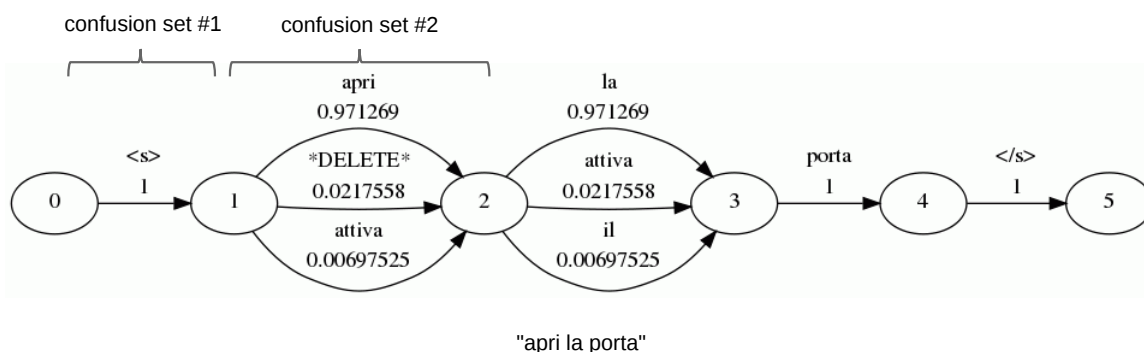 confusion set #1 confusion set #2
apri la
0.971269 0.971269
<s> *DELETE* attiva porta </s>
1 0.0217558 0.0217558 1 1
0 1 2 3 4 5
attiva il
0.00697525 0.00697525
"apri la porta"